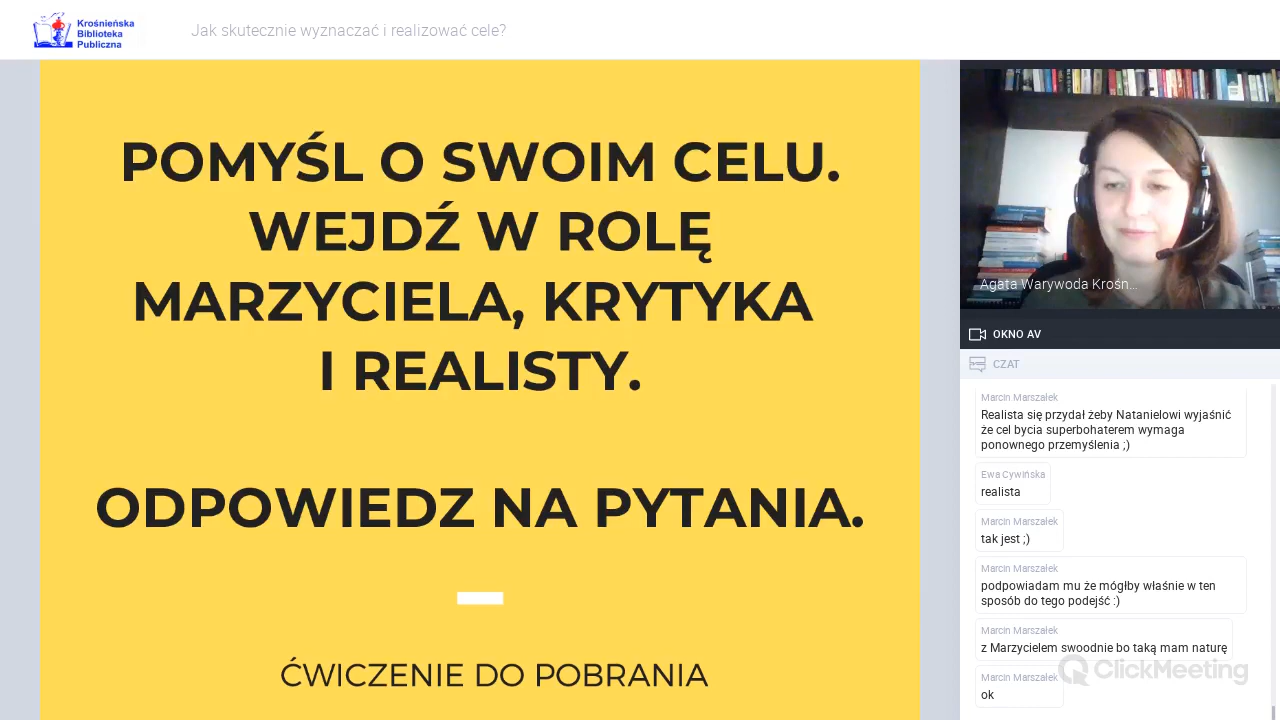 Krośnieńska
Biblioteka
Publiczna
Jak skutecznie wyznaczać i realizować cele?
POMYŚL O SWOIM CELU.
WEJDŹ W ROLĘ
MARZYCIELA, KRYTYKA
I REALISTY.
ODPOWIEDZ NA PYTANIA.
ĆWICZENIE DO POBRANIA
Agata Warywoda Krośn...
OKNO AV
CZAT
Marcin Marszałek
Realista się przydał żeby Natanielowi wyjaśnić
że cel bycia superbohaterem wymaga
ponownego przemyślenia ;)
Ewa Cywińska
realista
Marcin Marszałek
tak jest ;)
Marcin Marszałek
podpowiadam mu że mógłby właśnie w ten
sposób do tego podejść :)
Marcin Marszałek
z Marzycielem swoodnie bo taką mam naturę
Marcin Marszałek
ok
ClickMeeting